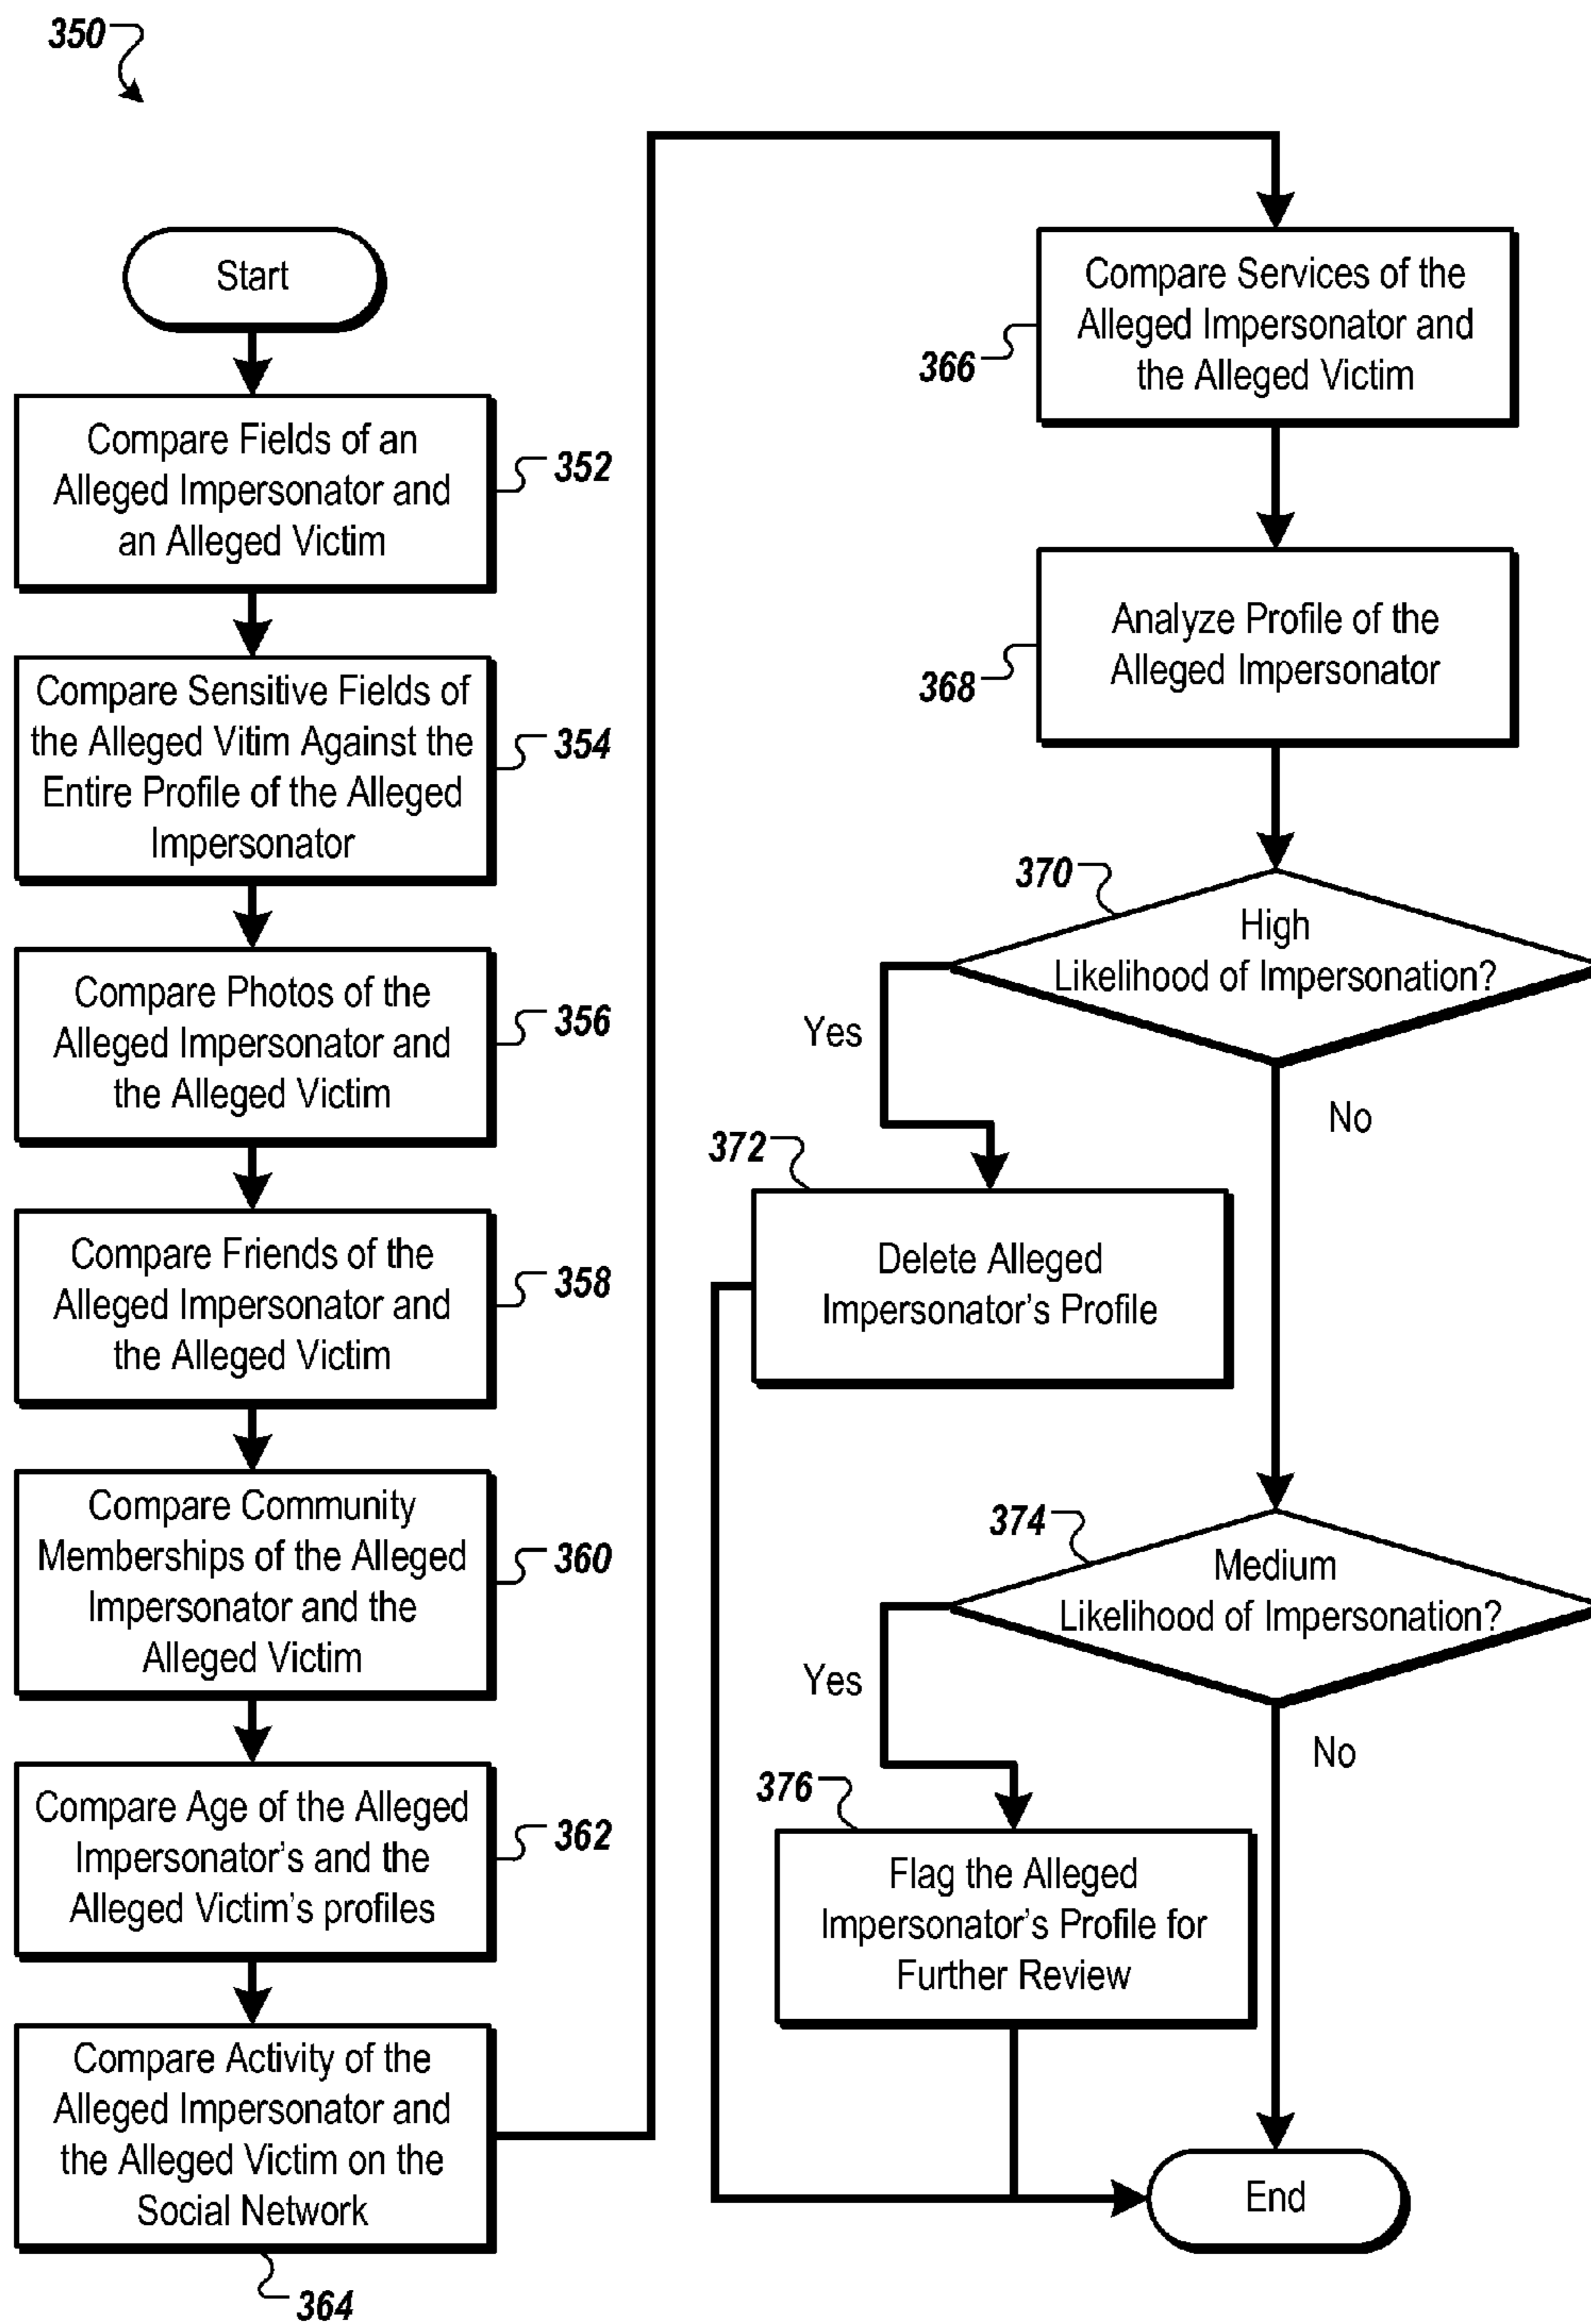 350
Start
Compare Fields of an
Alleged Impersonator and
an Alleged Victim
352
Compare Sensitive Fields of
the Alleged Vitim Against the
Entire Profile of the Alleged
Impersonator
354
Compare Photos of the
Alleged Impersonator and
the Alleged Victim
356
Compare Friends of the
Alleged Impersonator and
the Alleged Victim
358
Compare Community
Memberships of the Alleged
Impersonator and the
Alleged Victim
360
Compare Age of the Alleged
Impersonator's and the
Alleged Victim's profiles
362
Compare Activity of the
Alleged Impersonator and
the Alleged Victim on the
Social Network
364
Compare Services of the
Alleged Impersonator and
the Alleged Victim
366
Analyze Profile of the
Alleged Impersonator
368
370
High
Likelihood of Impersonation?
Yes
No
372
Delete Alleged
Impersonator's Profile
374
Medium
Likelihood of Impersonation?
Yes
No
376
Flag the Alleged
Impersonator's Profile for
Further Review
End